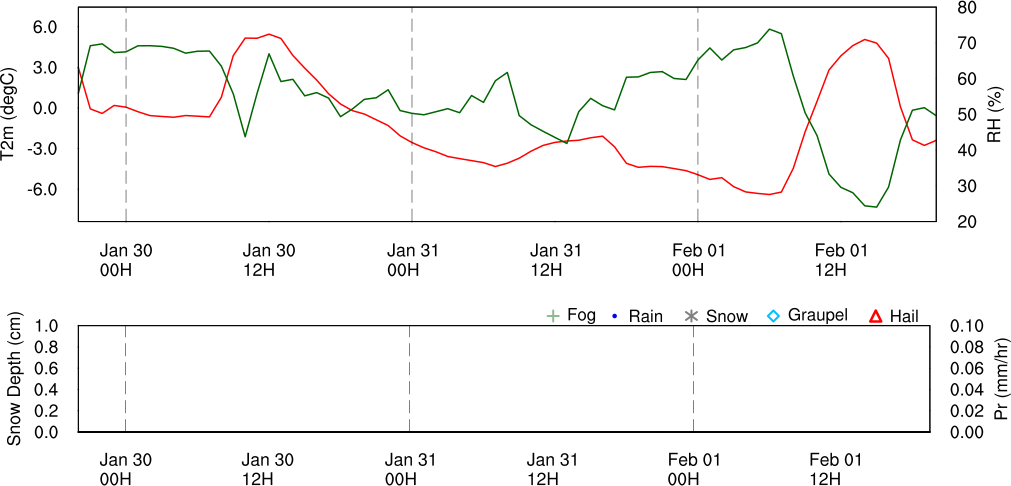 80
6.0
70
3.0
60
0.0
50
-3.0
40
-6.0
30
20
T2m (degC)
RH (%)
Jan 30 Jan 30 Jan 31 Jan 31 Feb 01 Feb 01
00H 12H 00H 12H 00H 12H
Fog Rain Snow Graupel Hail
1.0 0.10
0.8 0.08
0.6 0.06
0.4 0.04
0.2 0.02
0.0 0.00
Snow Depth (cm)
Pr (mm/hr)
Jan 30 Jan 30 Jan 31 Jan 31 Feb 01 Feb 01
00H 12H 00H 12H 00H 12H